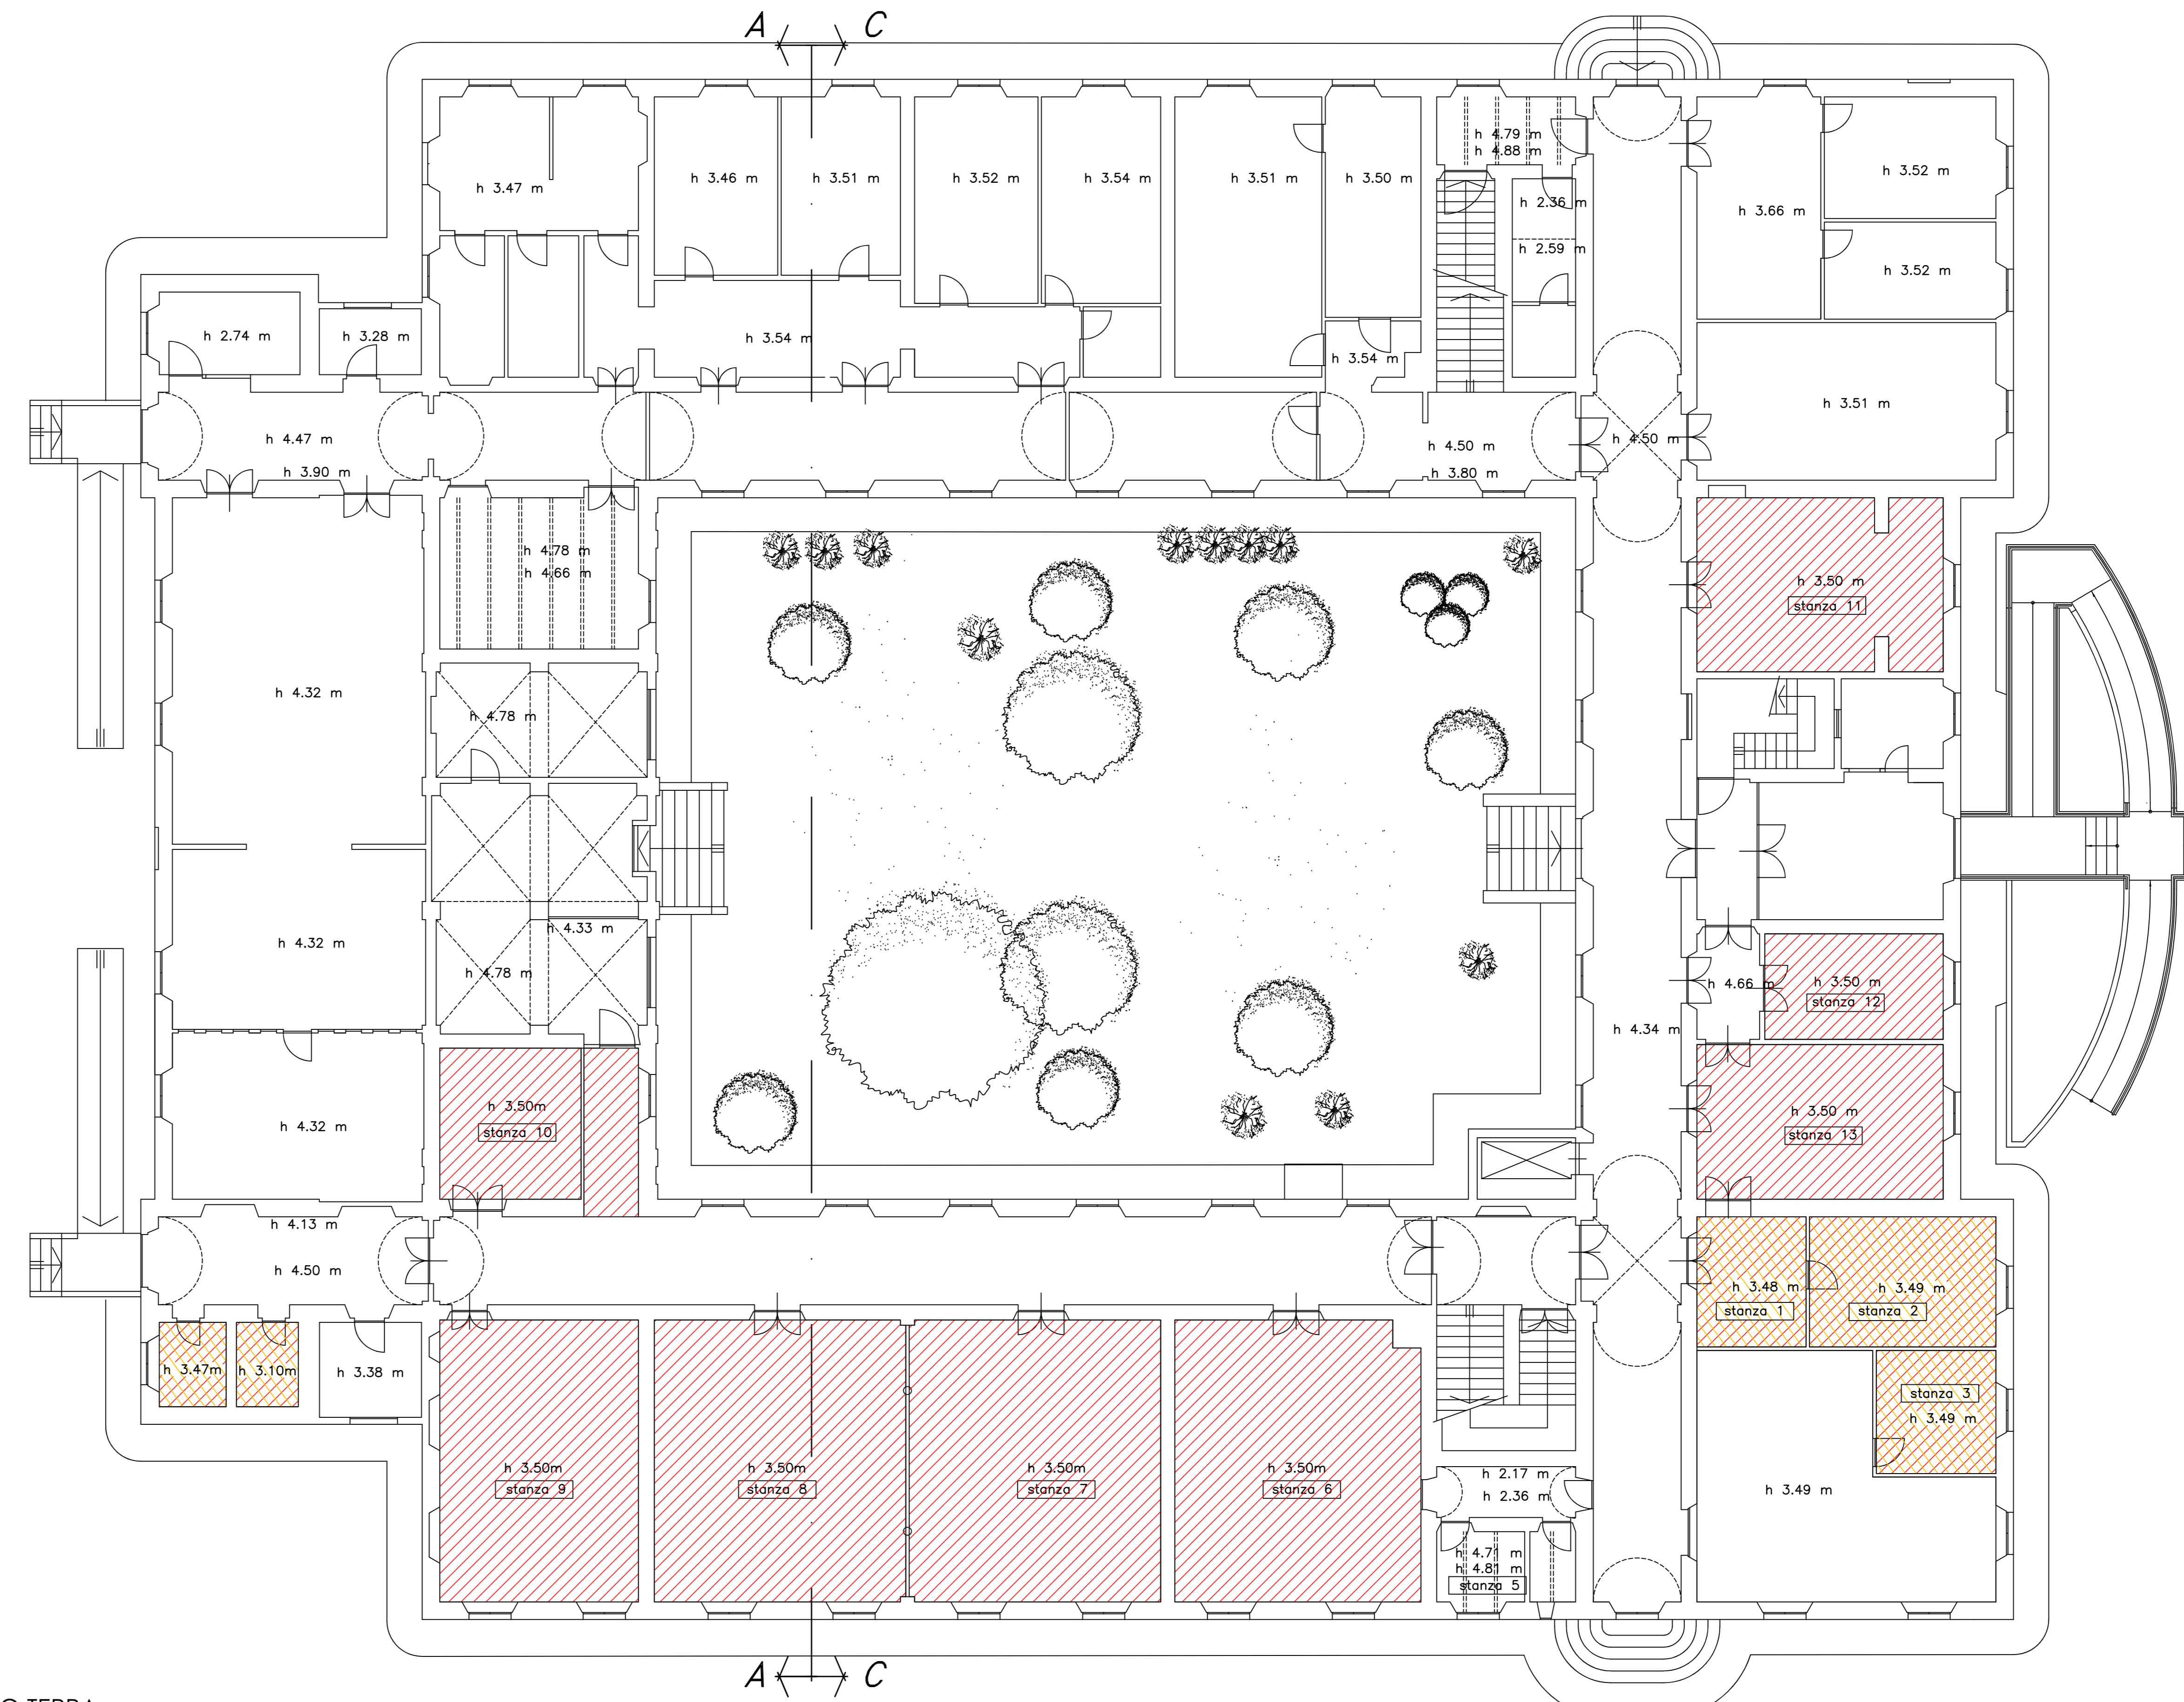 A C
h 4.79 m
h 4.88 m
h 3.47 m
h 3.46 m
h 3.51 m
h 3.52 m
h 3.54 m
h 3.51 m
h 3.50 m
h 2.36 m
h 2.59 m
h 3.66 m
h 3.52 m
h 3.52 m
h 2.74 m
h 3.28 m
h 3.54 m
h 3.54 m
h 3.51 m
h 4.47 m
h 3.90 m
h 4.50 m
h 3.80 m
h 4.50 m
h 4.78 m
h 4.66 m
h 3.50 m
stanza 11
h 4.32 m
h 4.78 m
h 4.33 m
h 4.32 m
h 4.78 m
h 4.66 m
h 3.50 m
stanza 12
h 4.34 m
h 3.50m
stanza 10
h 4.32 m
h 3.50 m
stanza 13
h 4.13 m
h 4.50 m
h 3.48 m
stanza 1
h 3.49 m
stanza 2
h 3.47m
h 3.10m
h 3.38 m
stanza 3
h 3.49 m
h 3.50m
stanza 9
h 3.50m
stanza 8
h 3.50m
stanza 7
h 3.50m
stanza 6
h 2.17 m
h 2.36 m
h 3.49 m
h 4.71 m
h 4.81 m
stanza 5
A C
O TERRA